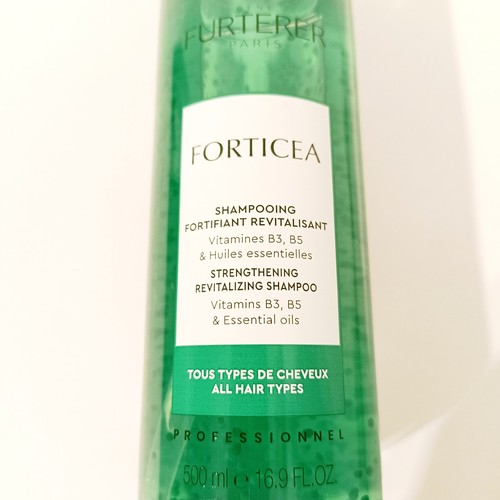 FURTERER
PARIS
FORTICEA
SHAMPOOING
FORTIFIANT REVITALISANT
Vitamines B3, B5
& Huiles essentielles
STRENGTHENING
REVITALIZING SHAMPOO
Vitamins B3, B5
& Essential oils
TOUS TYPES DE CHEVEUX
ALL HAIR TYPES
PROFESSIONNEL
500 ml e 16.9 FL.OZ.